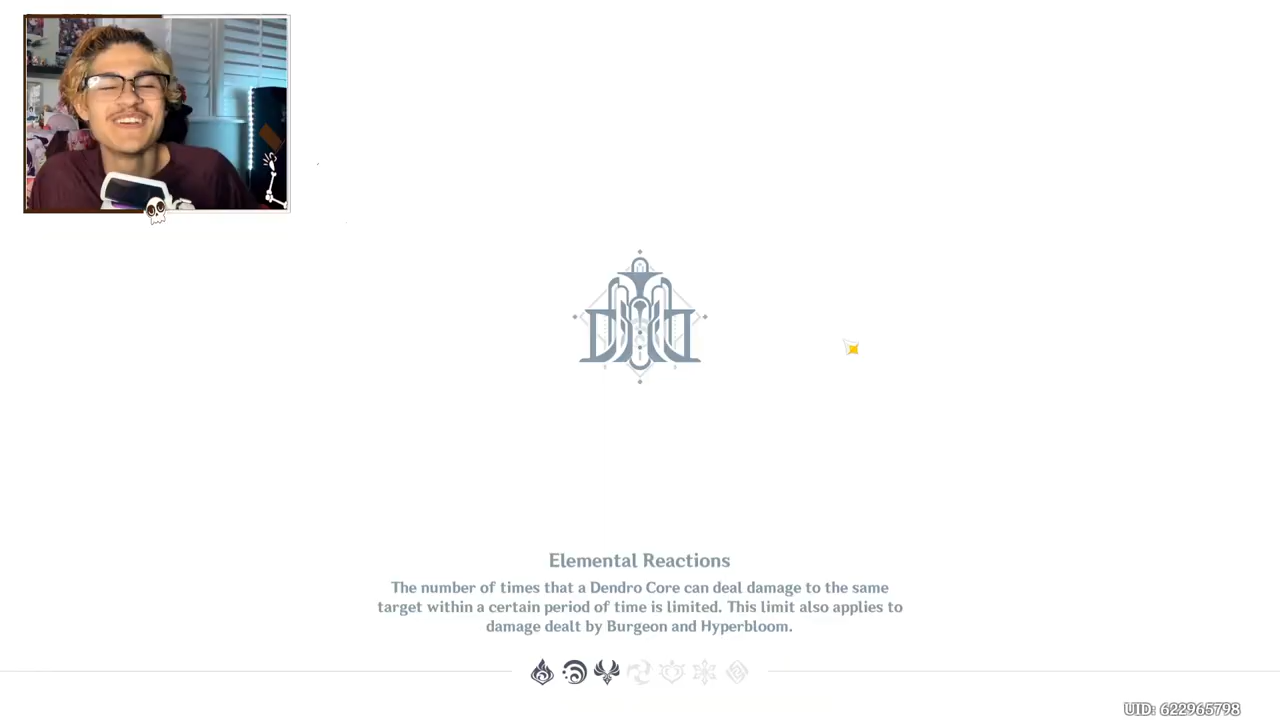 Elemental Reactions
The number of times that a Dendro Core can deal damage to the same
target within a certain period of time is limited. This limit also applies to
damage dealt by Burgeon and Hyperbloom.
UID: 622965798